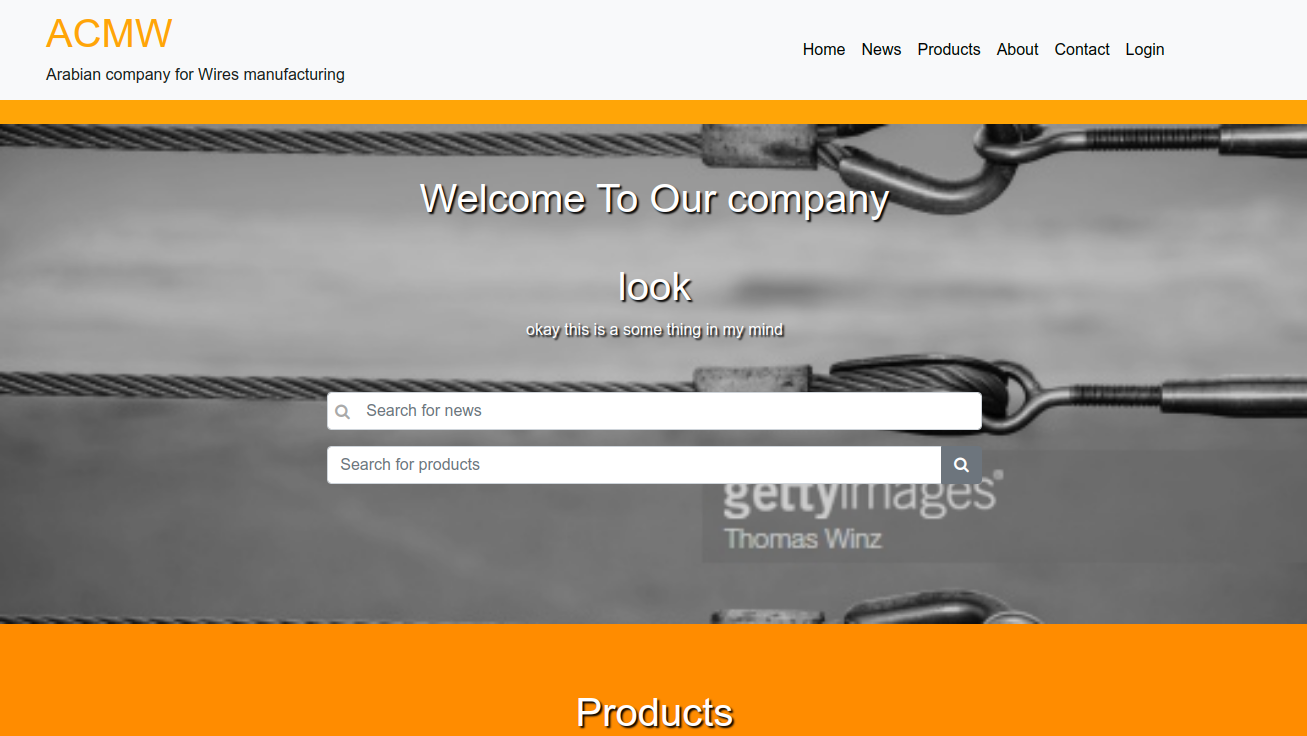 ACMW
Arabian company for Wires manufacturing
Home News Products About Contact Login
Welcome To Our company
look
okay this is a some thing in my mind
Search for news
Search for products
gettyimages
Thomas Winz
Products